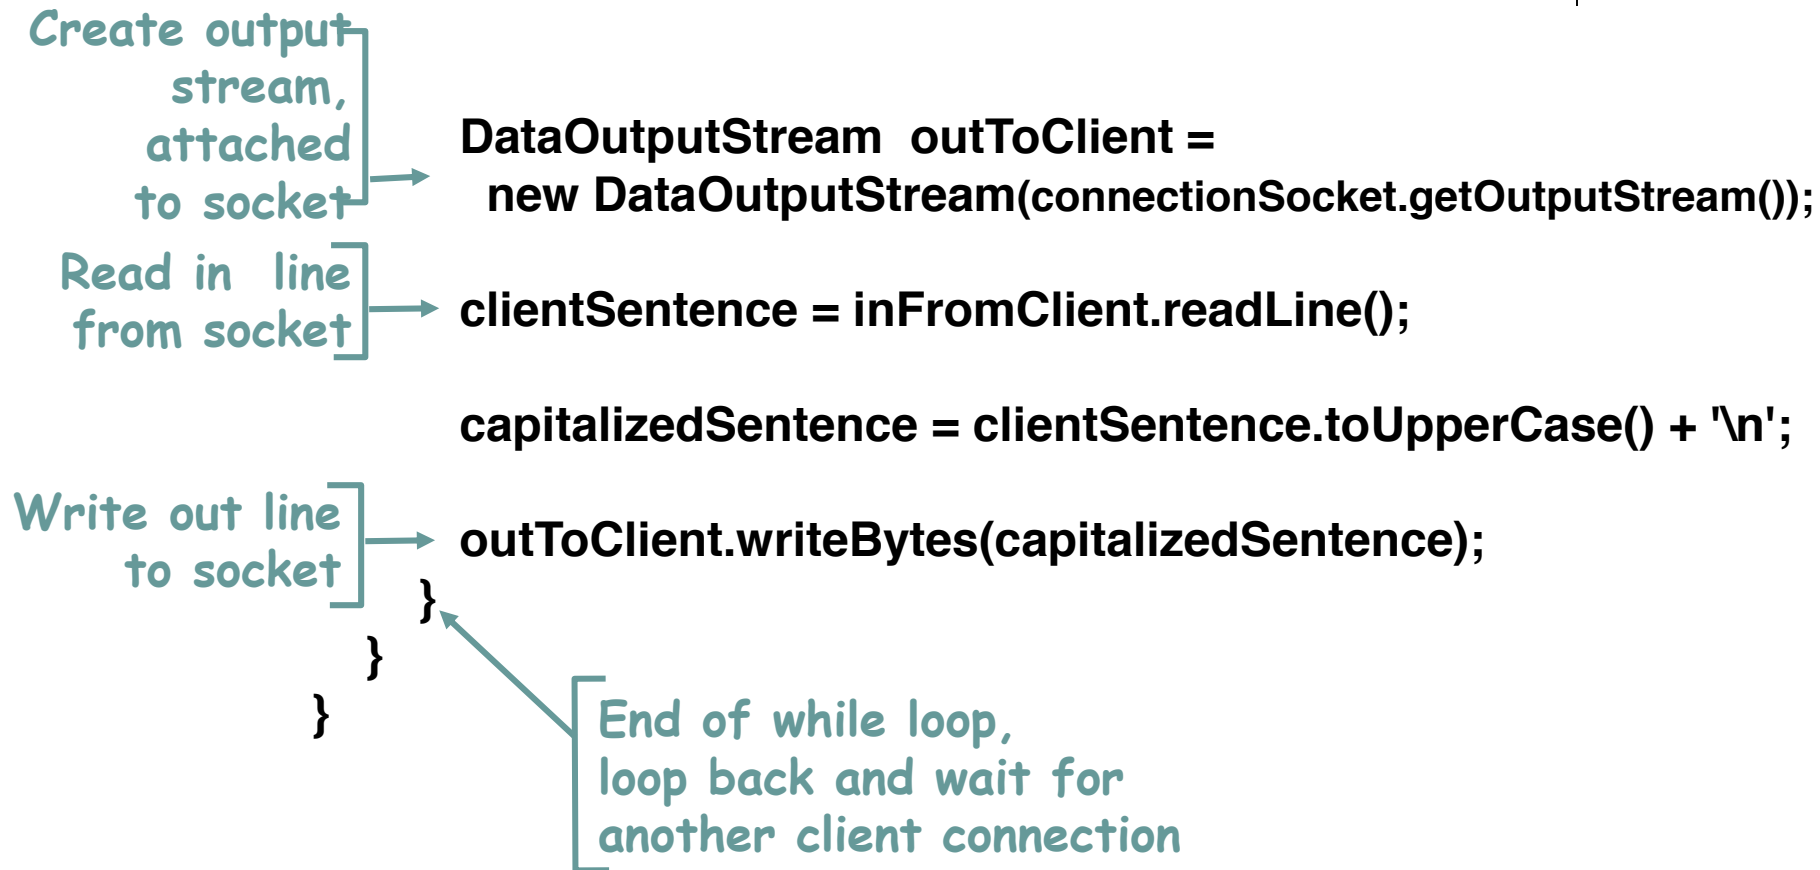 Create output
stream,
attached
to socket
DataOutputStream outToClient =
new DataOutputStream(connectionSocket.getOutputStream());
Read in line
from socket
clientSentence = inFromClient.readLine();
capitalizedSentence = clientSentence.toUpperCase() + '\n';
Write out line
to socket
outToClient.writeBytes(capitalizedSentence);
}
}
}
End of while loop,
loop back and wait for
another client connection